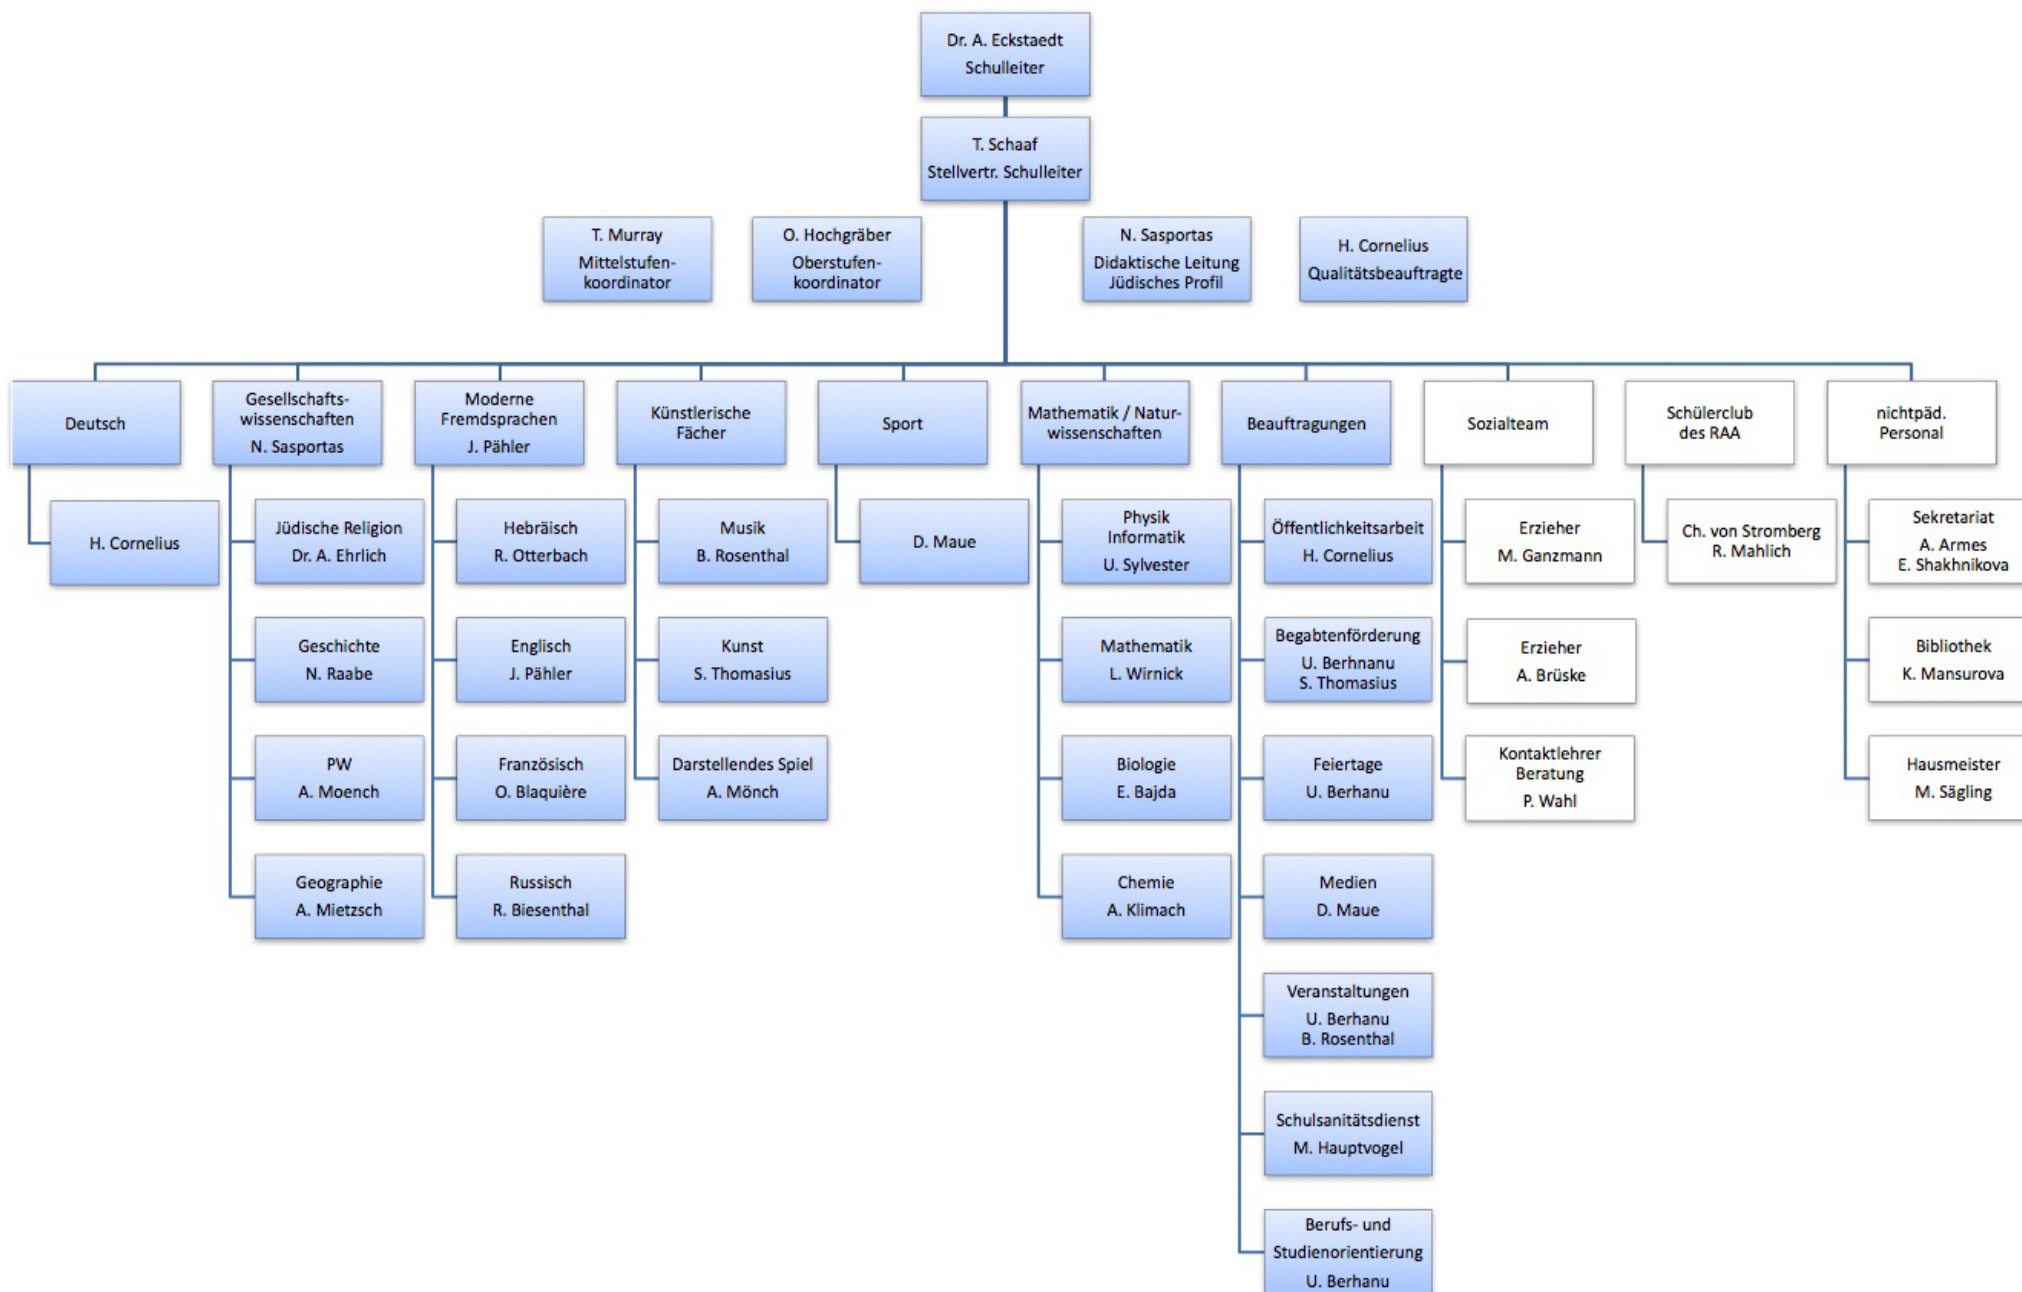 Dr. A. Eckstaedt
Schulleiter
T. Schaaf
Stellvertr. Schulleiter
T. Murray
Mittelstufen-
koordinator
O. Hochgräber
Oberstufen-
koordinator
N. Sasportas
Didaktische Leitung
Jüdisches Profil
H. Cornelius
Qualitätsbeauftragte
Deutsch
H. Cornelius
Gesellschafts-
wissenschaften
N. Sasportas
Jüdische Religion
Dr. A. Ehrlich
Geschichte
N. Raabe
PW
A. Moench
Geographie
A. Mietzsch
Moderne
Fremdsprachen
J. Pähler
Hebräisch
R. Otterbach
Englisch
J. Pähler
Französisch
O. Blaquière
Russisch
R. Biesenthal
Künstlerische
Fächer
Musik
B. Rosenthal
Kunst
S. Thomasius
Darstellendes Spiel
A. Mönch
Sport
D. Maue
Mathematik / Natur-
wissenschaften
Physik
Informatik
U. Sylvester
Mathematik
L. Wirnick
Biologie
E. Bajda
Chemie
A. Klimach
Beauftragungen
Öffentlichkeitsarbeit
H. Cornelius
Begabtenförderung
U. Berhnanu
S. Thomasius
Feiertage
U. Berhanu
Medien
D. Maue
Veranstaltungen
U. Berhanu
B. Rosenthal
Schulsanitätsdienst
M. Hauptvogel
Berufs- und
Studienorientierung
U. Berhanu
Sozialteam
Erzieher
M. Ganzmann
Erzieher
A. Brüske
Kontaktlehrer
Beratung
P. Wahl
Schülerclub
des RAA
Ch. von Stromberg
R. Mahlich
nichtpäd.
Personal
Sekretariat
A. Armes
E. Shakhnikova
Bibliothek
K. Mansurova
Hausmeister
M. Sägling